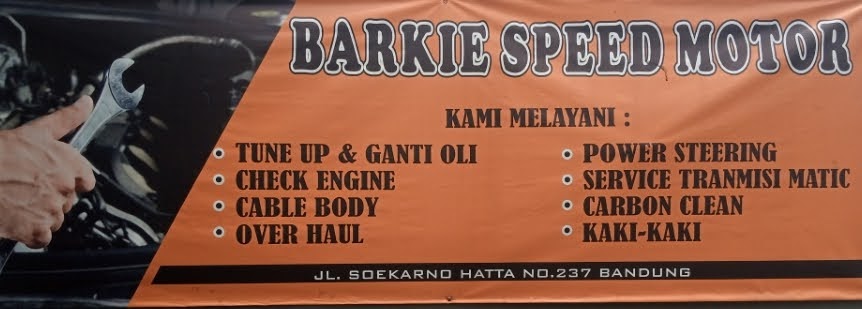 BARKIE SPEED MOTOR
KAMI MELAYANI :
• TUNE UP & GANTI OLI
• CHECK ENGINE
• CABLE BODY
• OVER HAUL
• POWER STEERING
• SERVICE TRANMISI MATIC
• CARBON CLEAN
• KAKI-KAKI
JL. SOEKARNO HATTA NO.237 BANDUNG